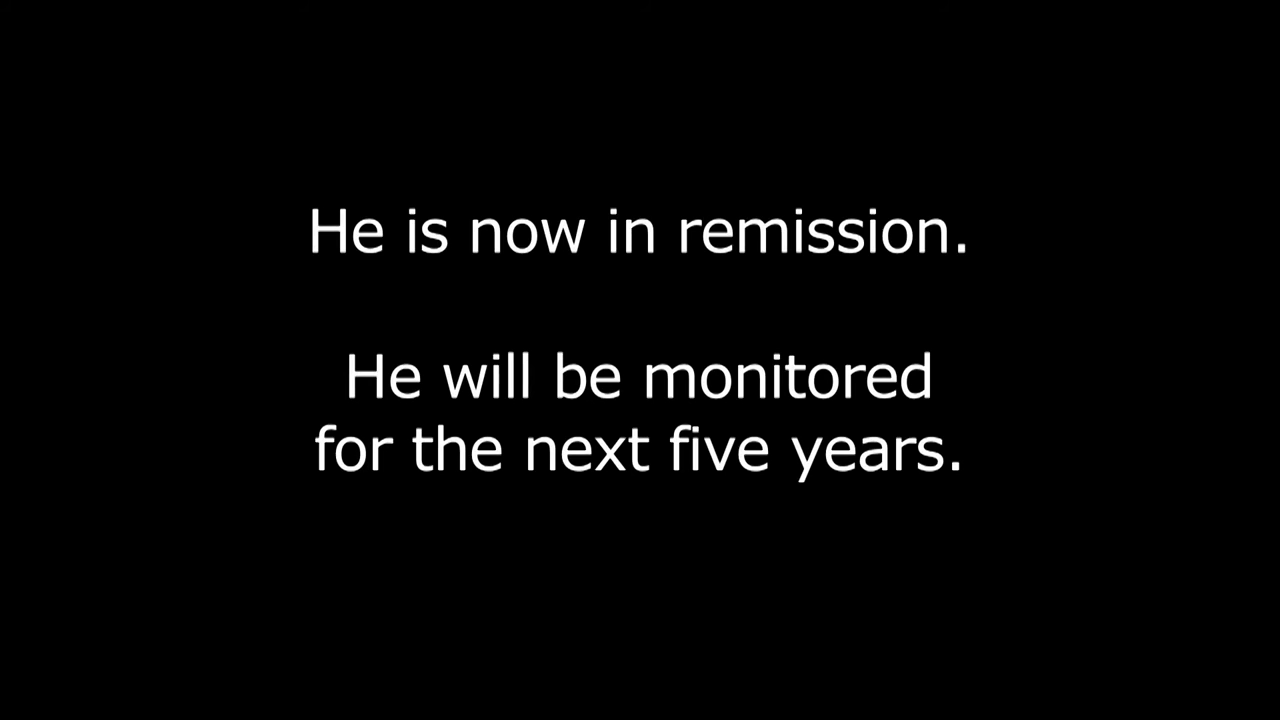 He is now in remission.
He will be monitored
for the next five years.